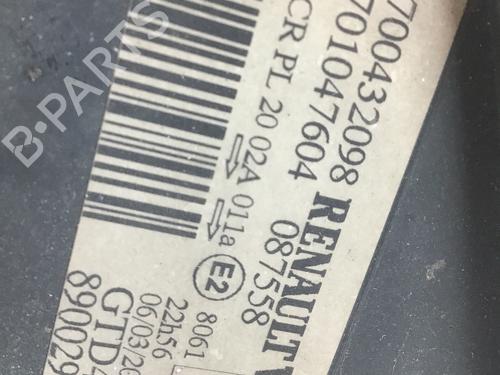 7700432098 RENAULT V
7701047604 087558
CR PL 20 02A 011a E2 8061
22h56
06/03/20
GTD
890029
B-PARTS